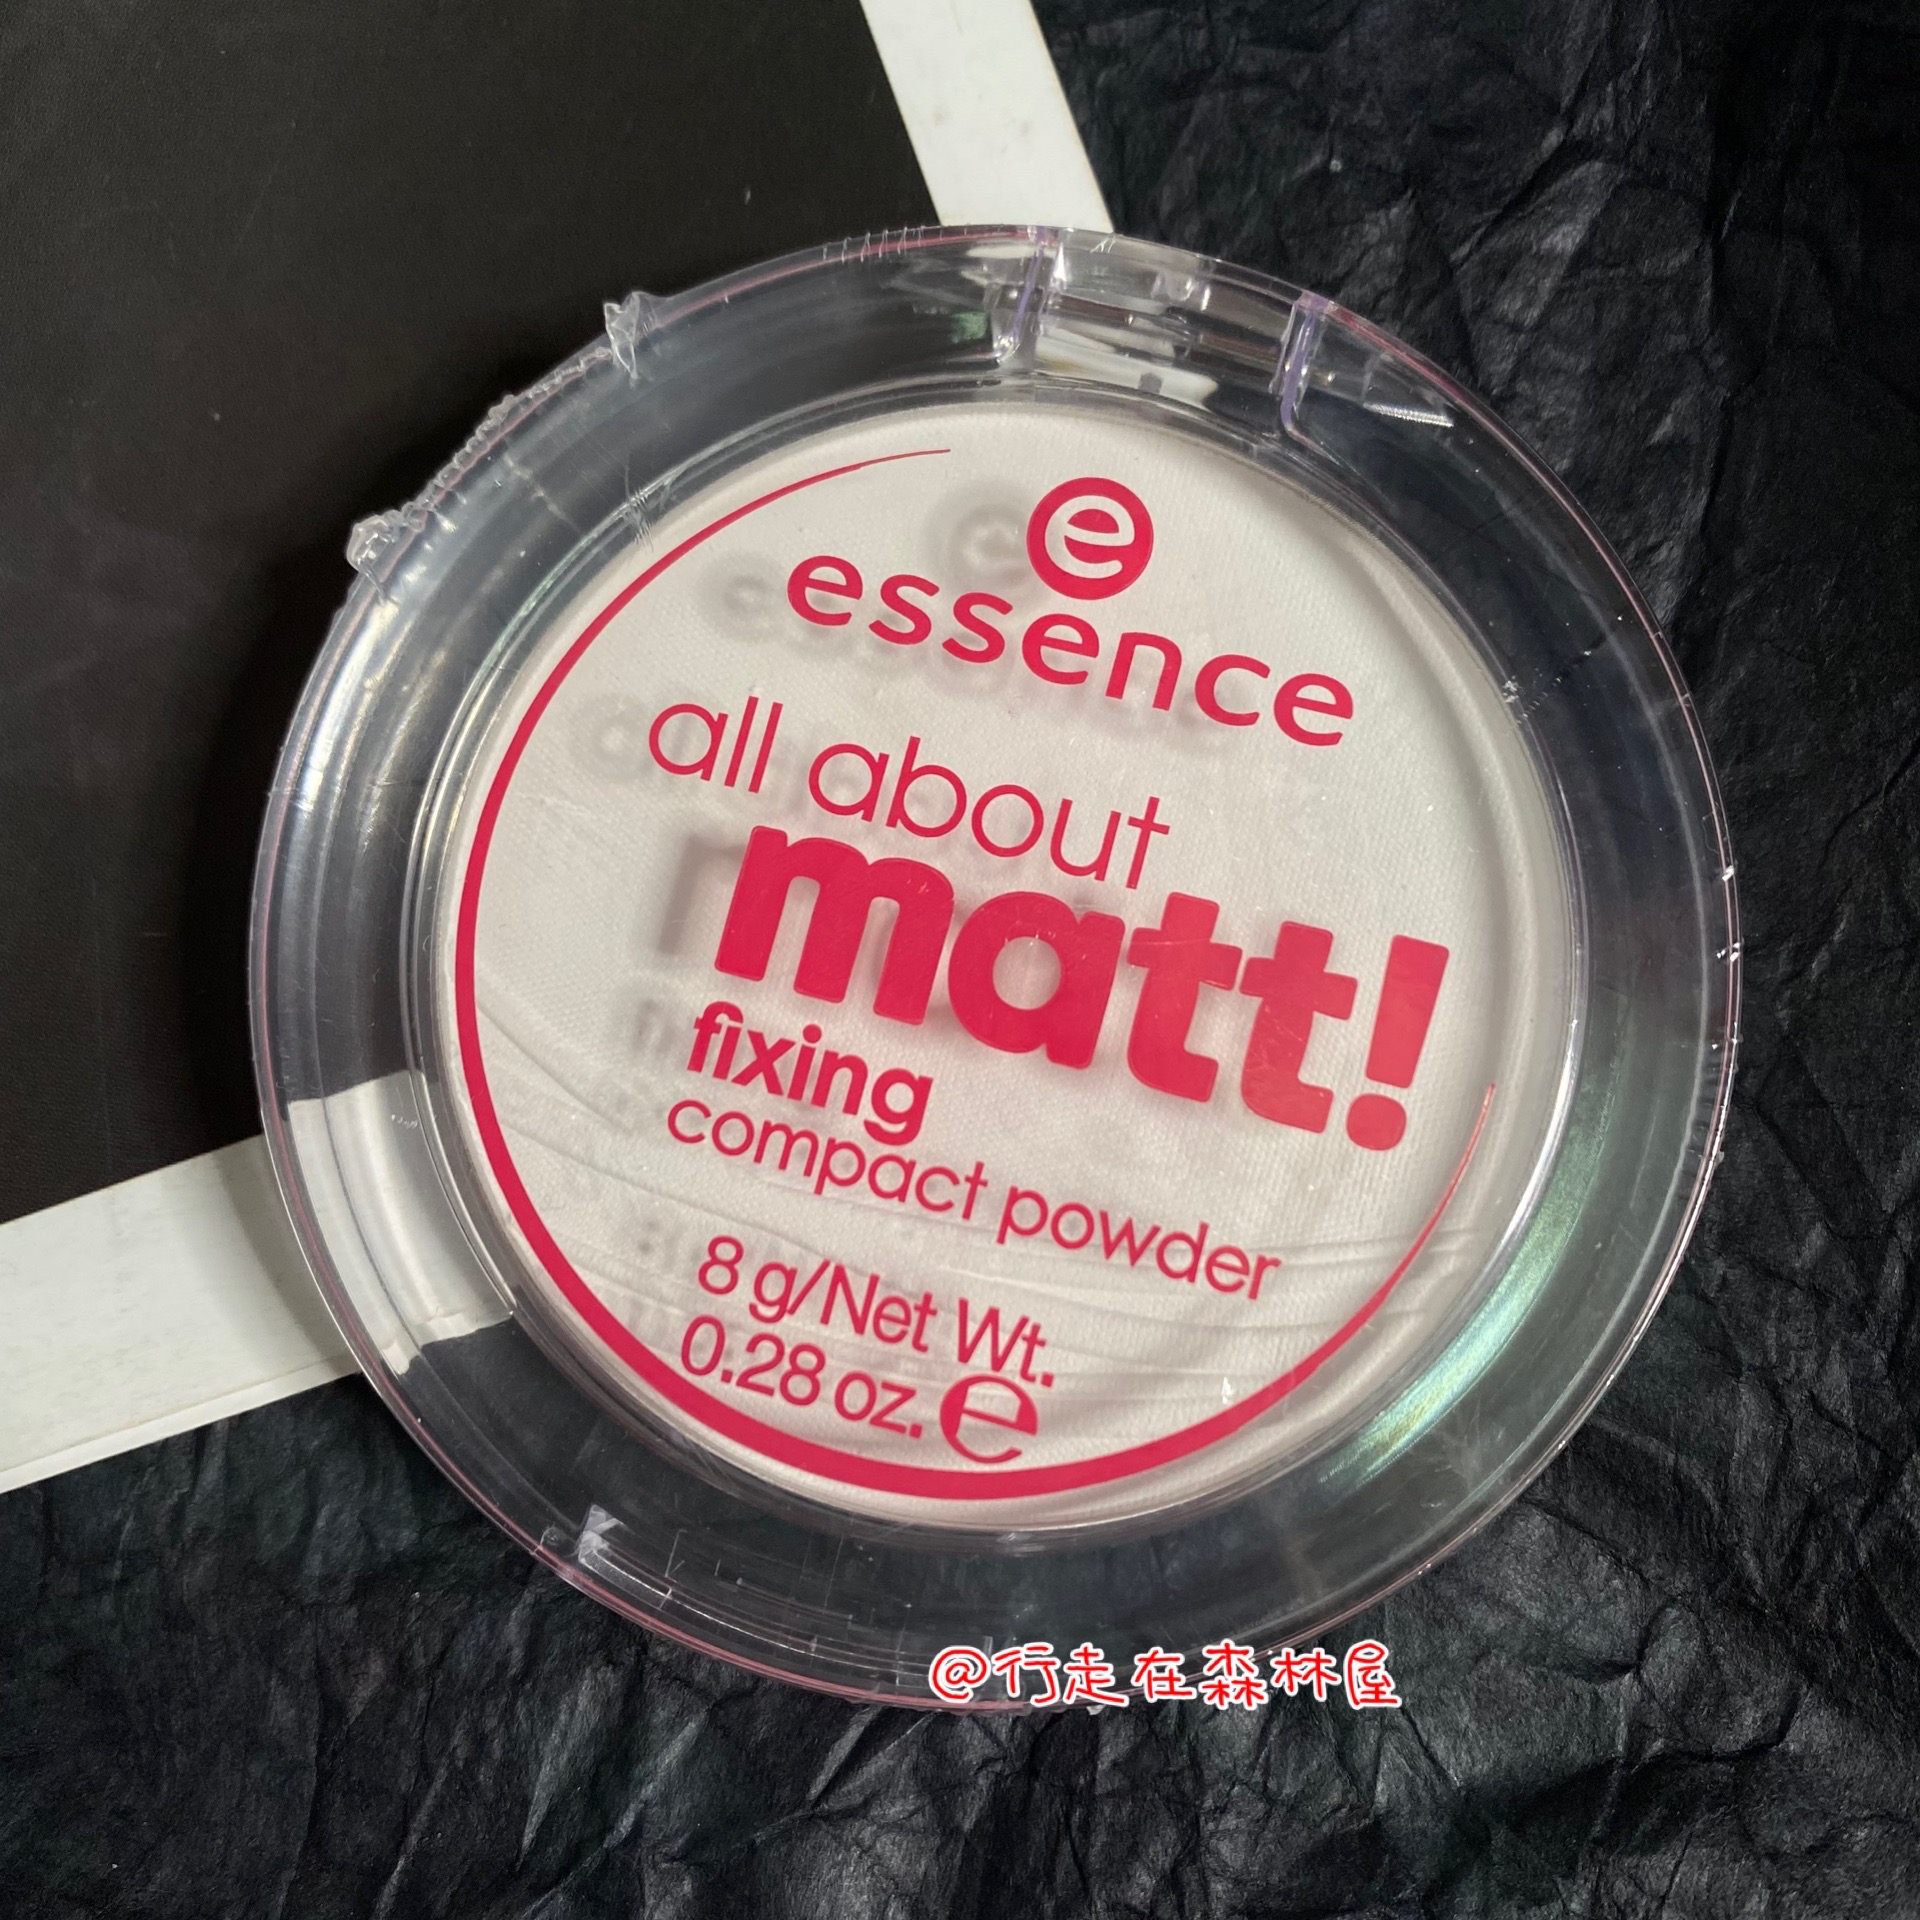 e
essence
all about
matt!
fixing
compact powder
8 g/Net Wt.
0.28 oz. e
@行走在森林屋